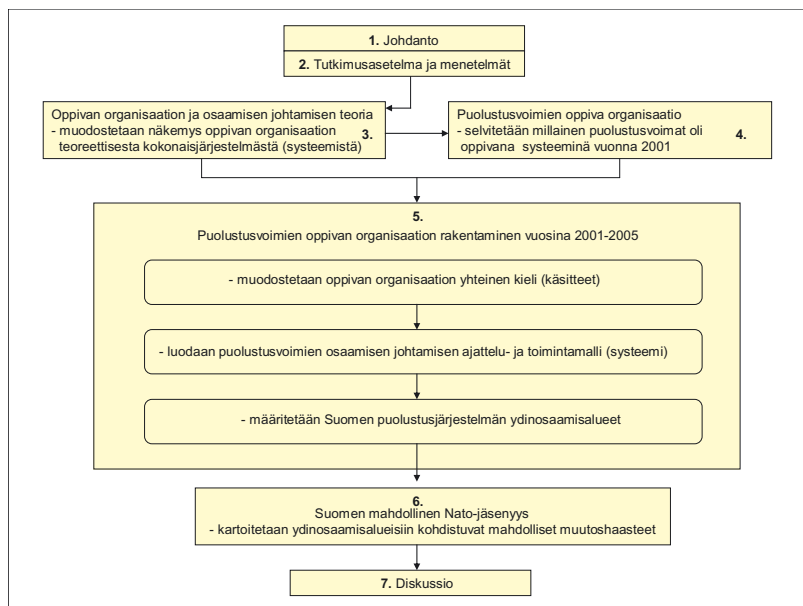 1. Johdanto
2. Tutkimusasetelma ja menetelmät
Oppivan organisaation ja osaamisen johtamisen teoria
- muodostetaan näkemys oppivan organisaation 3.
teoreettisesta kokonaisjärjestelmästä (systeemistä)
Puolustusvoimien oppiva organisaatio
- selvitetään millainen puolustusvoimat oli 4.
oppivana systeeminä vuonna 2001
5.
Puolustusvoimien oppivan organisaation rakentaminen vuosina 2001-2005
- muodostetaan oppivan organisaation yhteinen kieli (käsitteet)
- luodaan puolustusvoimien osaamisen johtamisen ajattelu- ja toimintamalli (systeemi)
- määritetään Suomen puolustusjärjestelmän ydinosaamisalueet
6.
Suomen mahdollinen Nato-jäsenyys
- kartoitetaan ydinosaamisalueisiin kohdistuvat mahdolliset muutoshaasteet
7. Diskussio